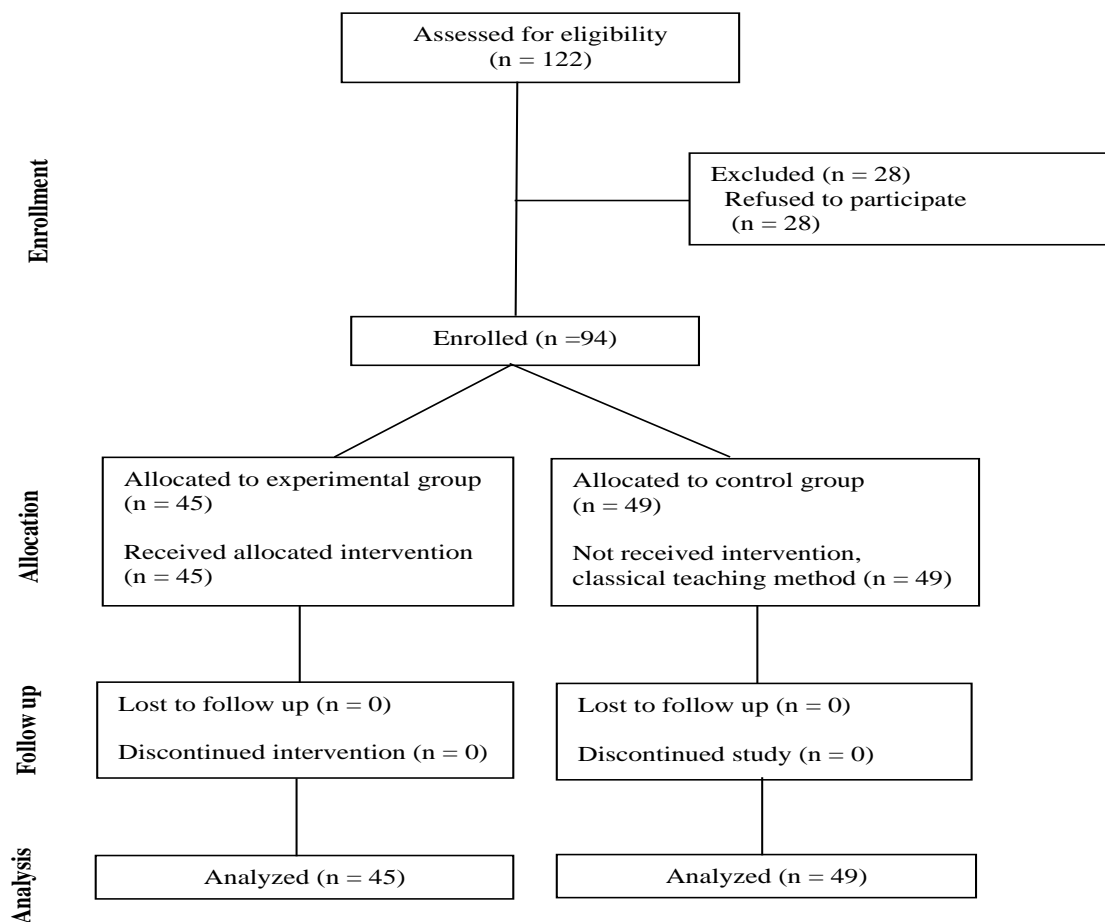 Assessed for eligibility
(n = 122)
Enrollment
Excluded (n = 28)
Refused to participate
(n = 28)
Enrolled (n =94)
Allocation
Allocated to experimental group
(n = 45)
Received allocated intervention
(n = 45)
Allocated to control group
(n = 49)
Not received intervention,
classical teaching method (n = 49)
Follow up
Lost to follow up (n = 0)
Discontinued intervention (n = 0)
Lost to follow up (n = 0)
Discontinued study (n = 0)
Analysis
Analyzed (n = 45)
Analyzed (n = 49)